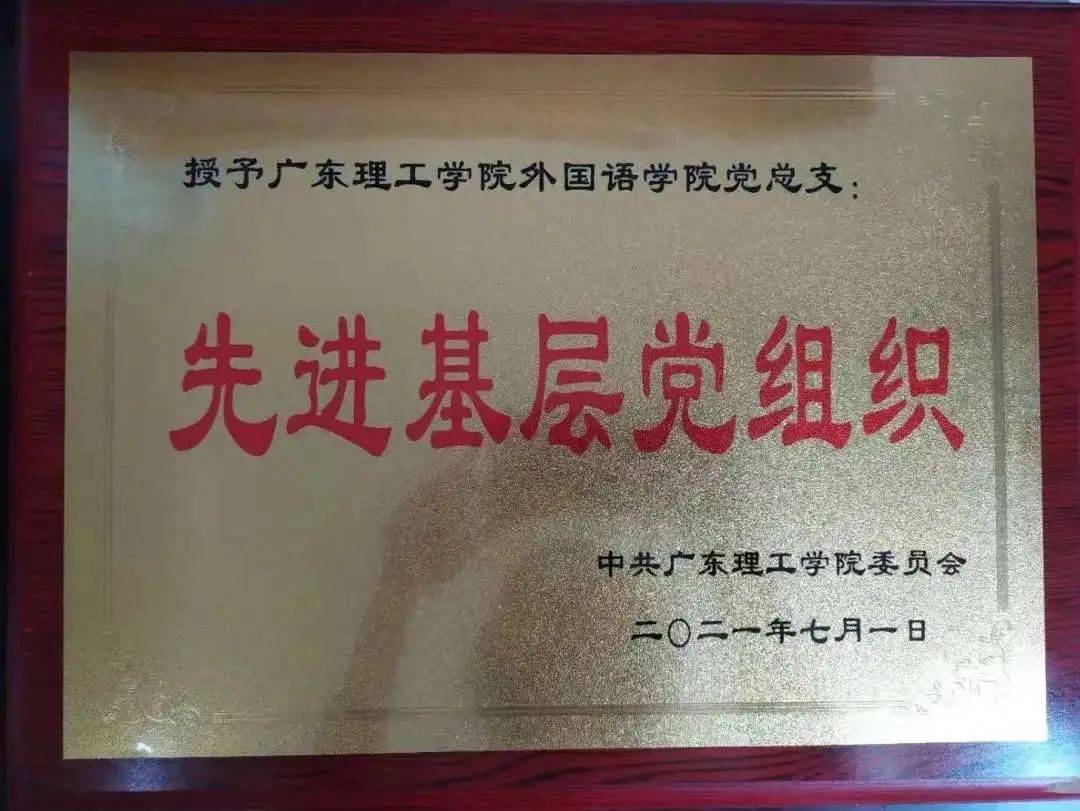 授予广东理工学院外国语学院党总支：
先进基层党组织
中共广东理工学院委员会
二〇二一年七月一日